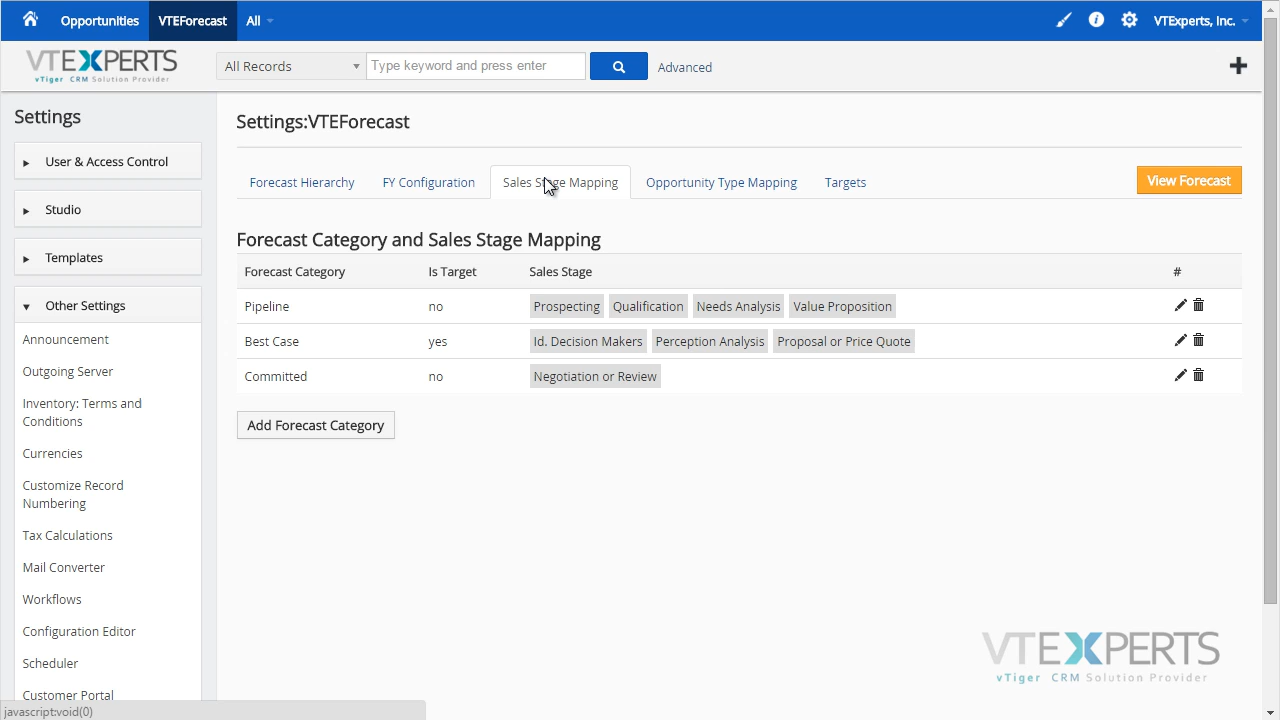 Opportunities VTEForecast All VTExperts, Inc.
VTEXPERTS
vTiger CRM Solution Provider
All Records Type keyword and press enter Advanced
Settings
User & Access Control
Studio
Templates
Other Settings
Announcement
Outgoing Server
Inventory: Terms and
Conditions
Currencies
Customize Record
Numbering
Tax Calculations
Mail Converter
Workflows
Configuration Editor
Scheduler
Customer Portal
Settings:VTEForecast
Forecast Hierarchy FY Configuration Sales Stage Mapping Opportunity Type Mapping Targets View Forecast
Forecast Category and Sales Stage Mapping
Forecast Category Is Target Sales Stage #
Pipeline no Prospecting Qualification Needs Analysis Value Proposition
Best Case yes Id. Decision Makers Perception Analysis Proposal or Price Quote
Committed no Negotiation or Review
Add Forecast Category
VTEXPERTS
vTiger CRM Solution Provider
javascript:void(0)